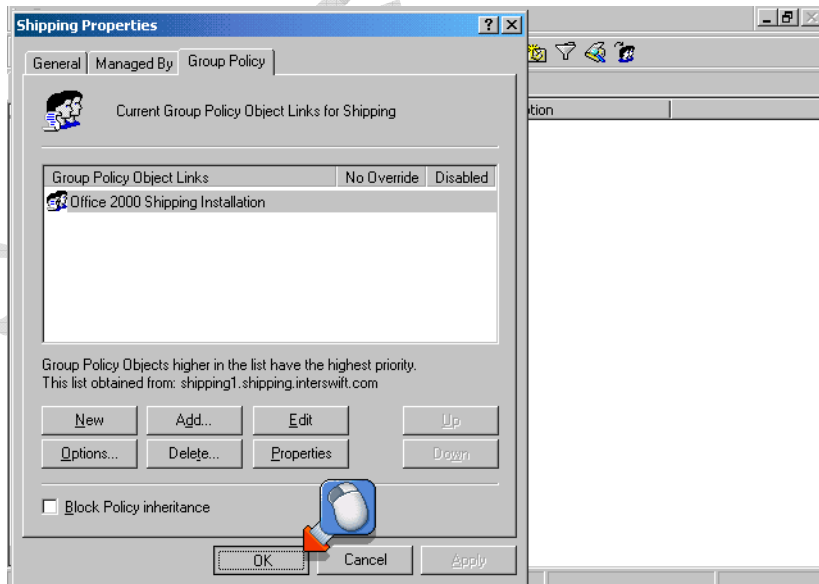 Shipping Properties
General Managed By Group Policy
Current Group Policy Object Links for Shipping
Group Policy Object Links No Override Disabled
Office 2000 Shipping Installation
Group Policy Objects higher in the list have the highest priority.
This list obtained from: shipping1.shipping.interswift.com
New Add... Edit Up
Options... Delete... Properties Down
Block Policy inheritance
OK Cancel Apply